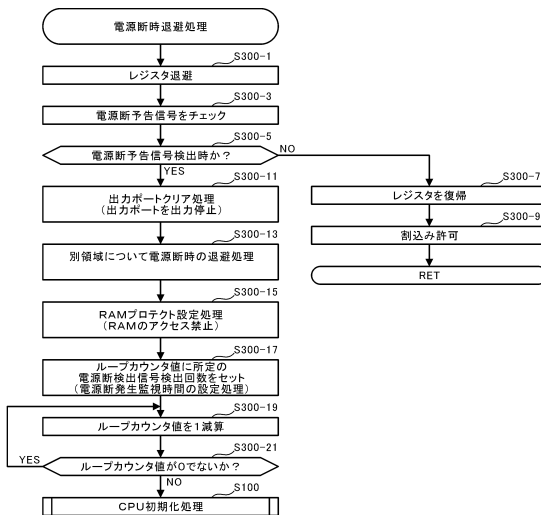 電源断時退避処理
S300-1
レジスタ退避
S300-3
電源断予告信号をチェック
S300-5
電源断予告信号検出時か？
NO
YES
S300-7
レジスタを復帰
S300-9
割込み許可
RET
S300-11
出力ポートクリア処理
（出力ポートを出力停止）
S300-13
別領域について電源断時の退避処理
S300-15
RAMプロテクト設定処理
（RAMのアクセス禁止）
S300-17
ループカウンタ値に所定の
電源断検出信号検出回数をセット
（電源断発生監視時間の設定処理）
S300-19
ループカウンタ値を1減算
S300-21
ループカウンタ値が0でないか？
YES
NO
S100
CPU初期化処理